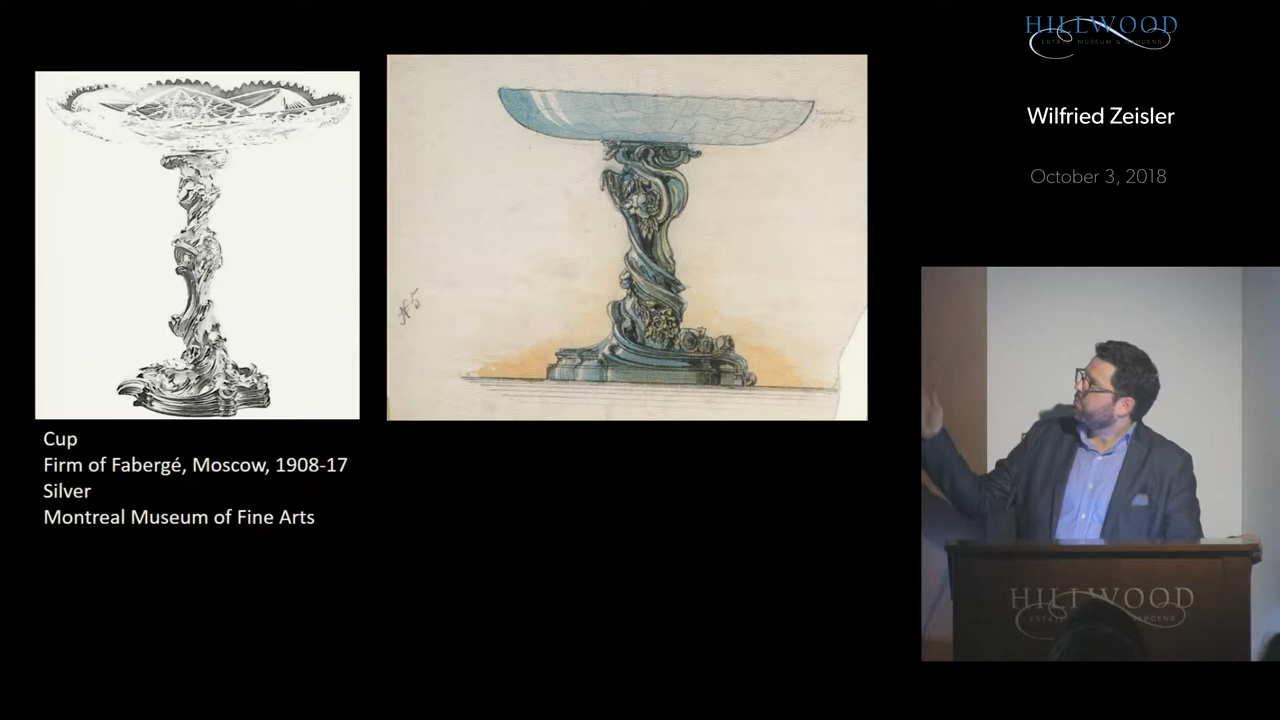 HILLWOOD
ESTATE, MUSEUM & GARDENS
Wilfried Zeisler
October 3, 2018
Cup
Firm of Fabergé, Moscow, 1908-17
Silver
Montreal Museum of Fine Arts
N 5
HILLWOOD